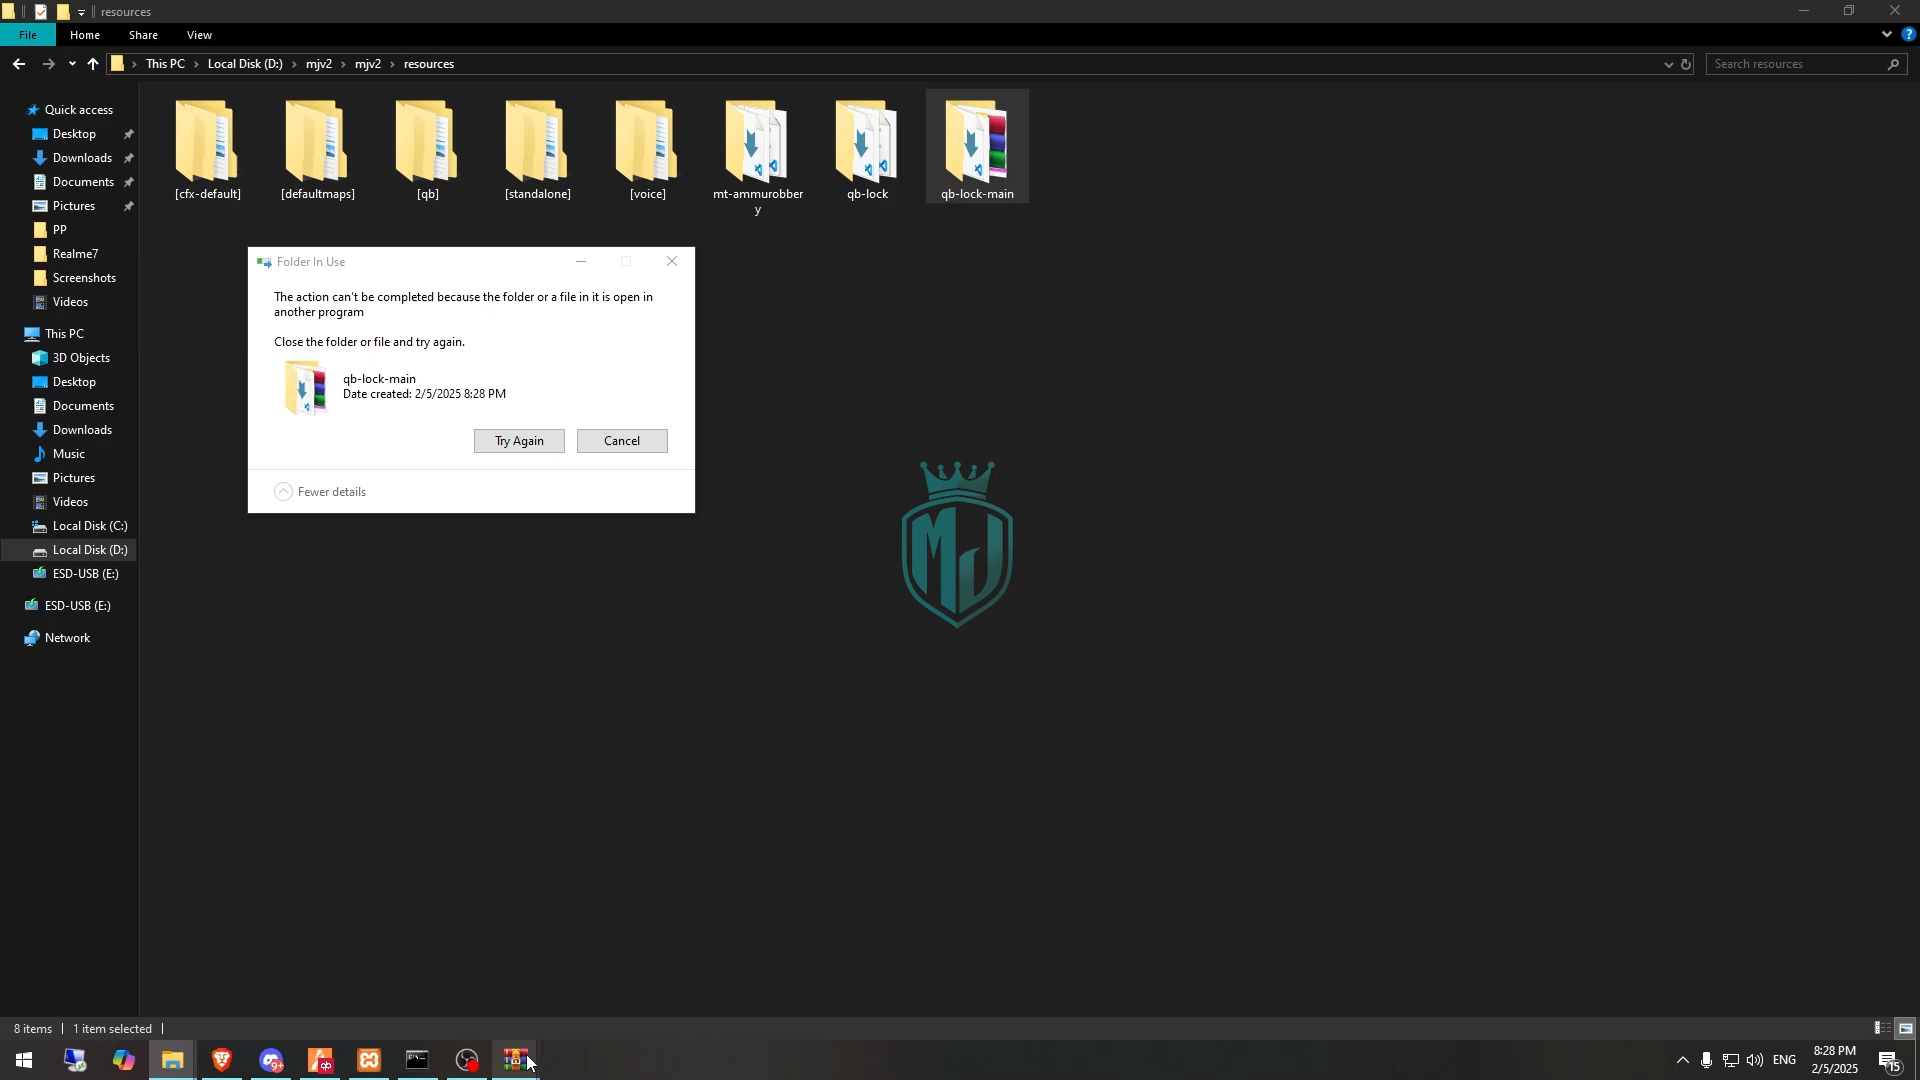 resources
File
Home
Share
View
This PC
Local Disk (D:)
mjv2
mjv2
resources
Search resources
Quick access
Desktop
Downloads
Documents
Pictures
PP
Realme7
Screenshots
Videos
This PC
3D Objects
Desktop
Documents
Downloads
Music
Pictures
Videos
Local Disk (C:)
Local Disk (D:)
ESD-USB (E:)
ESD-USB (E:)
Network
[cfx-default]
[defaultmaps]
[qb]
[standalone]
[voice]
mt-ammurobber
y
qb-lock
qb-lock-main
Folder In Use
The action can't be completed because the folder or a file in it is open in
another program
Close the folder or file and try again.
qb-lock-main
Date created: 2/5/2025 8:28 PM
Try Again
Cancel
Fewer details
MJ
8 items
1 item selected
9+
qb
ENG
8:28 PM
2/5/2025
15